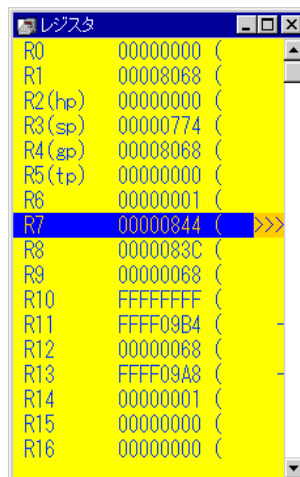 レジスタ
R0 00000000 (
R1 00008068 (
R2(hp) 00000000 (
R3(sp) 00000774 (
R4(gp) 00008068 (
R5(tp) 00000000 (
R6 00000001 (
R7 00000844 ( >>>
R8 0000083C (
R9 00000068 (
R10 FFFFFFFF (
R11 FFFF09B4 ( -
R12 00000068 (
R13 FFFF09A8 ( -
R14 00000001 (
R15 00000000 (
R16 00000000 (